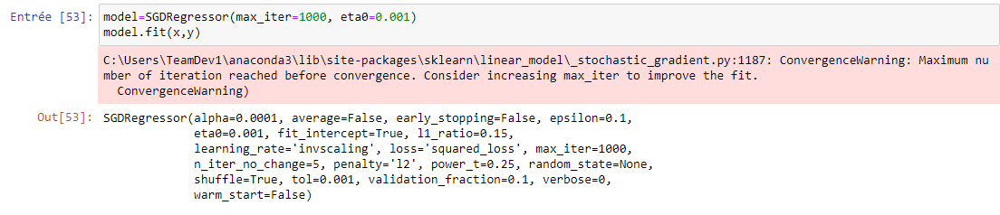 Entrée [53]: model=SGDRegressor(max_iter=1000, eta0=0.001)
model.fit(x,y)
C:\Users\TeamDev1\anaconda3\lib\site-packages\sklearn\linear_model\_stochastic_gradient.py:1187: ConvergenceWarning: Maximum nu
mber of iteration reached before convergence. Consider increasing max_iter to improve the fit.
  ConvergenceWarning)
Out[53]: SGDRegressor(alpha=0.0001, average=False, early_stopping=False, epsilon=0.1,
             eta0=0.001, fit_intercept=True, l1_ratio=0.15,
             learning_rate='invscaling', loss='squared_loss', max_iter=1000,
             n_iter_no_change=5, penalty='l2', power_t=0.25, random_state=None,
             shuffle=True, tol=0.001, validation_fraction=0.1, verbose=0,
             warm_start=False)